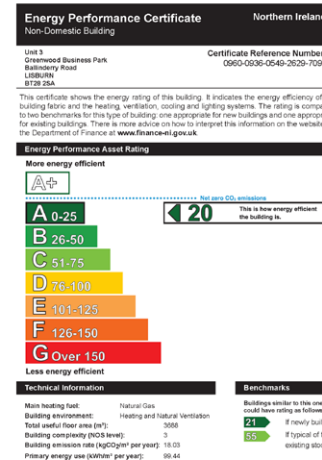 Energy Performance Certificate
Northern Ireland
Non-Domestic Building
Unit 3
Greenwood Business Park
Ballinderry Road
LISBURN
BT28 2SA
Certificate Reference Number
0960-0936-0549-2629-709
This certificate shows the energy rating of this building. It indicates the energy efficiency of
building fabric and the heating, ventilation, cooling and lighting systems. The rating is compa
to two benchmarks for this type of building: one appropriate for new buildings and one approp
for existing buildings. There is more advice on how to interpret this information on the website
the Department of Finance at www.finance-ni.gov.uk
Energy Performance Asset Rating
More energy efficient
A+
Net zero CO₂ emissions
A 0-25
20
This is how energy efficient
the building is.
B 26-50
C 51-75
D 76-100
E 101-125
F 126-150
G Over 150
Less energy efficient
Technical Information
Main heating fuel: Natural Gas
Building environment: Heating and Natural Ventilation
Total useful floor area (m²): 3668
Building complexity (NOS level): 3
Building emission rate (kgCO₂/m² per year): 18.03
Primary energy use (kWh/m² per year): 99.44
Benchmarks
Buildings similar to this one
could have rating as follows
21 If newly buil
55 If typical of t
existing stoc